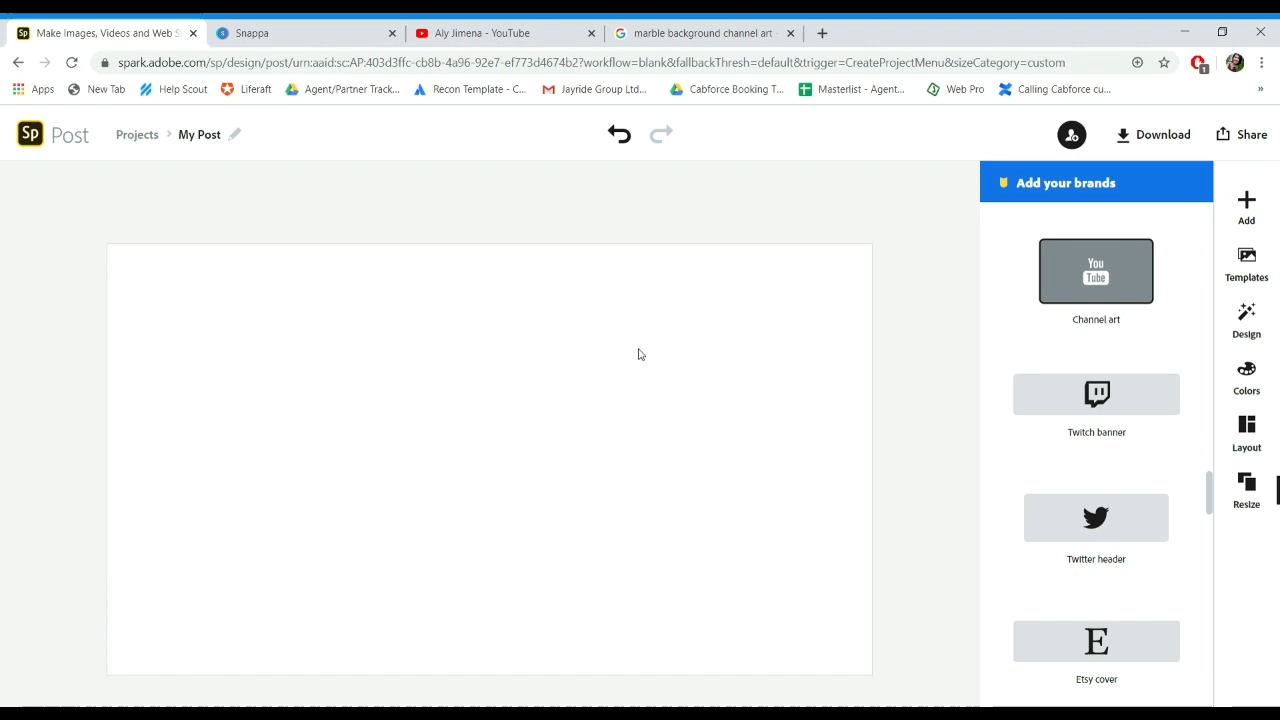 Make Images, Videos and Web S
Snappa
Aly Jimena - YouTube
marble background channel art -
spark.adobe.com/sp/design/post/urn:aaid:sc:AP:403d3ffc-cb8b-4a96-92e7-ef773d4674b2?workflow=blank&fallbackThresh=default&trigger=CreateProjectMenu&sizeCategory=custom
1
Apps
New Tab
Help Scout
Liferaft
Agent/Partner Track...
Recon Template - C...
Jayride Group Ltd...
Cabforce Booking T...
Masterlist - Agent...
Web Pro
Calling Cabforce cu...
»
Sp Post
Projects > My Post
Download
Share
Add your brands
You
Tube
Channel art
Twitch banner
Twitter header
E
Etsy cover
Add
Templates
Design
Colors
Layout
Resize